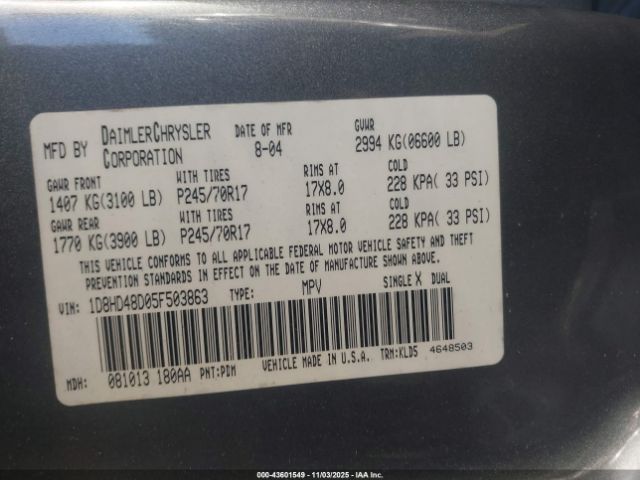 MFD BY DAIMLERCHRYSLER CORPORATION DATE OF MFR 8-04 GVWR 2994 KG(06600 LB)
GAWR FRONT WITH TIRES RIMS AT COLD
1407 KG(3100 LB) P245/70R17 17X8.0 228 KPA( 33 PSI)
GAWR REAR WITH TIRES RIMS AT COLD
1770 KG(3900 LB) P245/70R17 17X8.0 228 KPA( 33 PSI)
THIS VEHICLE CONFORMS TO ALL APPLICABLE FEDERAL MOTOR VEHICLE SAFETY AND THEFT
PREVENTION STANDARDS IN EFFECT ON THE DATE OF MANUFACTURE SHOWN ABOVE.
VIN: 1D8HD48D05F503863 TYPE: MPV SINGLE X DUAL
MDH: 081013 180AA PNT:PDM VEHICLE MADE IN U.S.A. TRM:KLD5 4648503
000-43601549 - 11/03/2025 - IAA Inc.